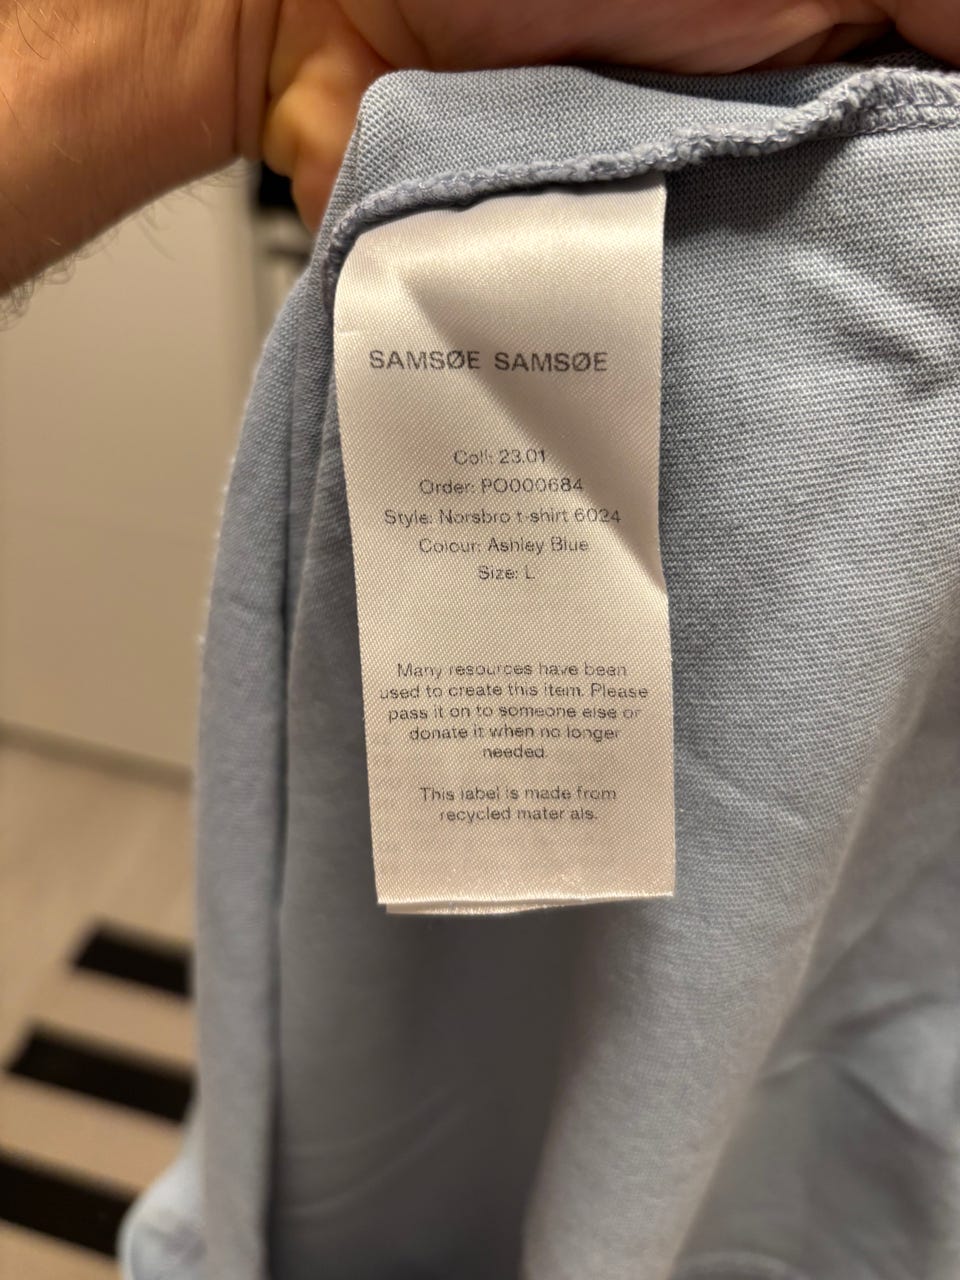 SAMSØE SAMSØE
Coll: 23.01
Order: PO000684
Style: Norsbro t-shirt 6024
Colour: Ashley Blue
Size: L
Many resources have been
used to create this item. Please
pass it on to someone else or
donate it when no longer
needed.
This label is made from
recycled mater als.